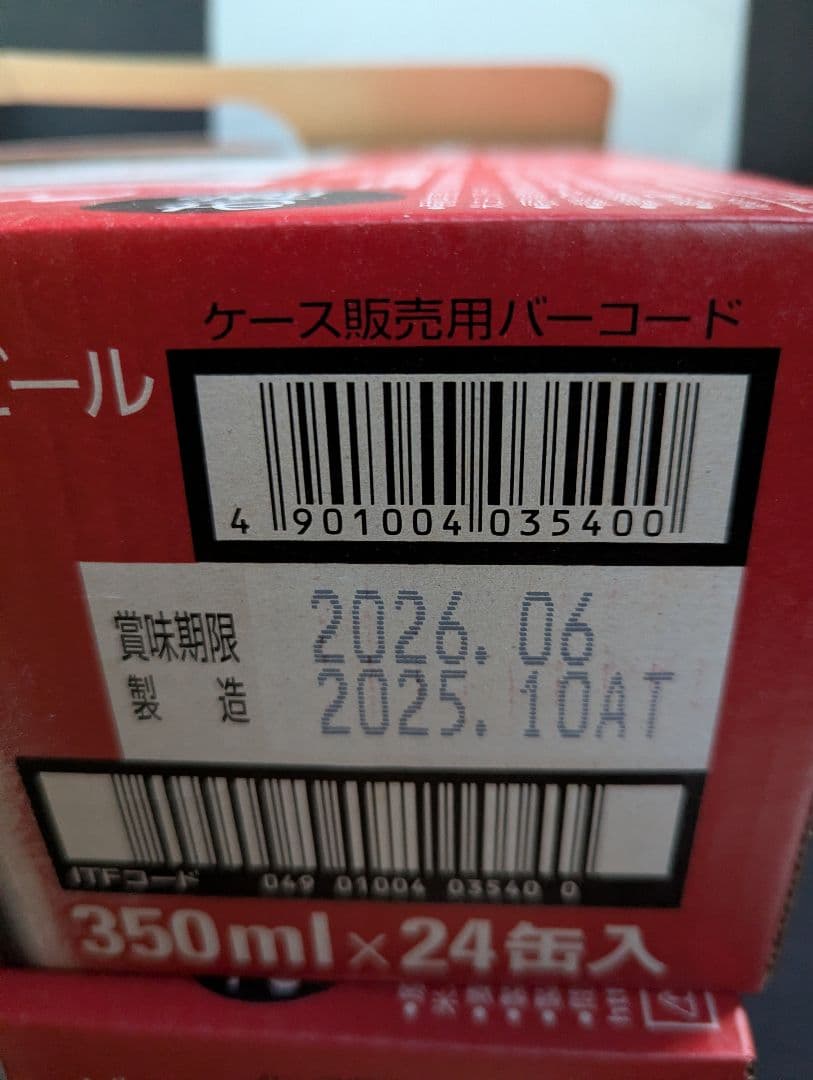 ケース販売用バーコード
ビール
4 901004 035400
賞味期限 2026.06
製造 2025.10AT
ITFコード 049 01004 03540 0
350ml×24缶入